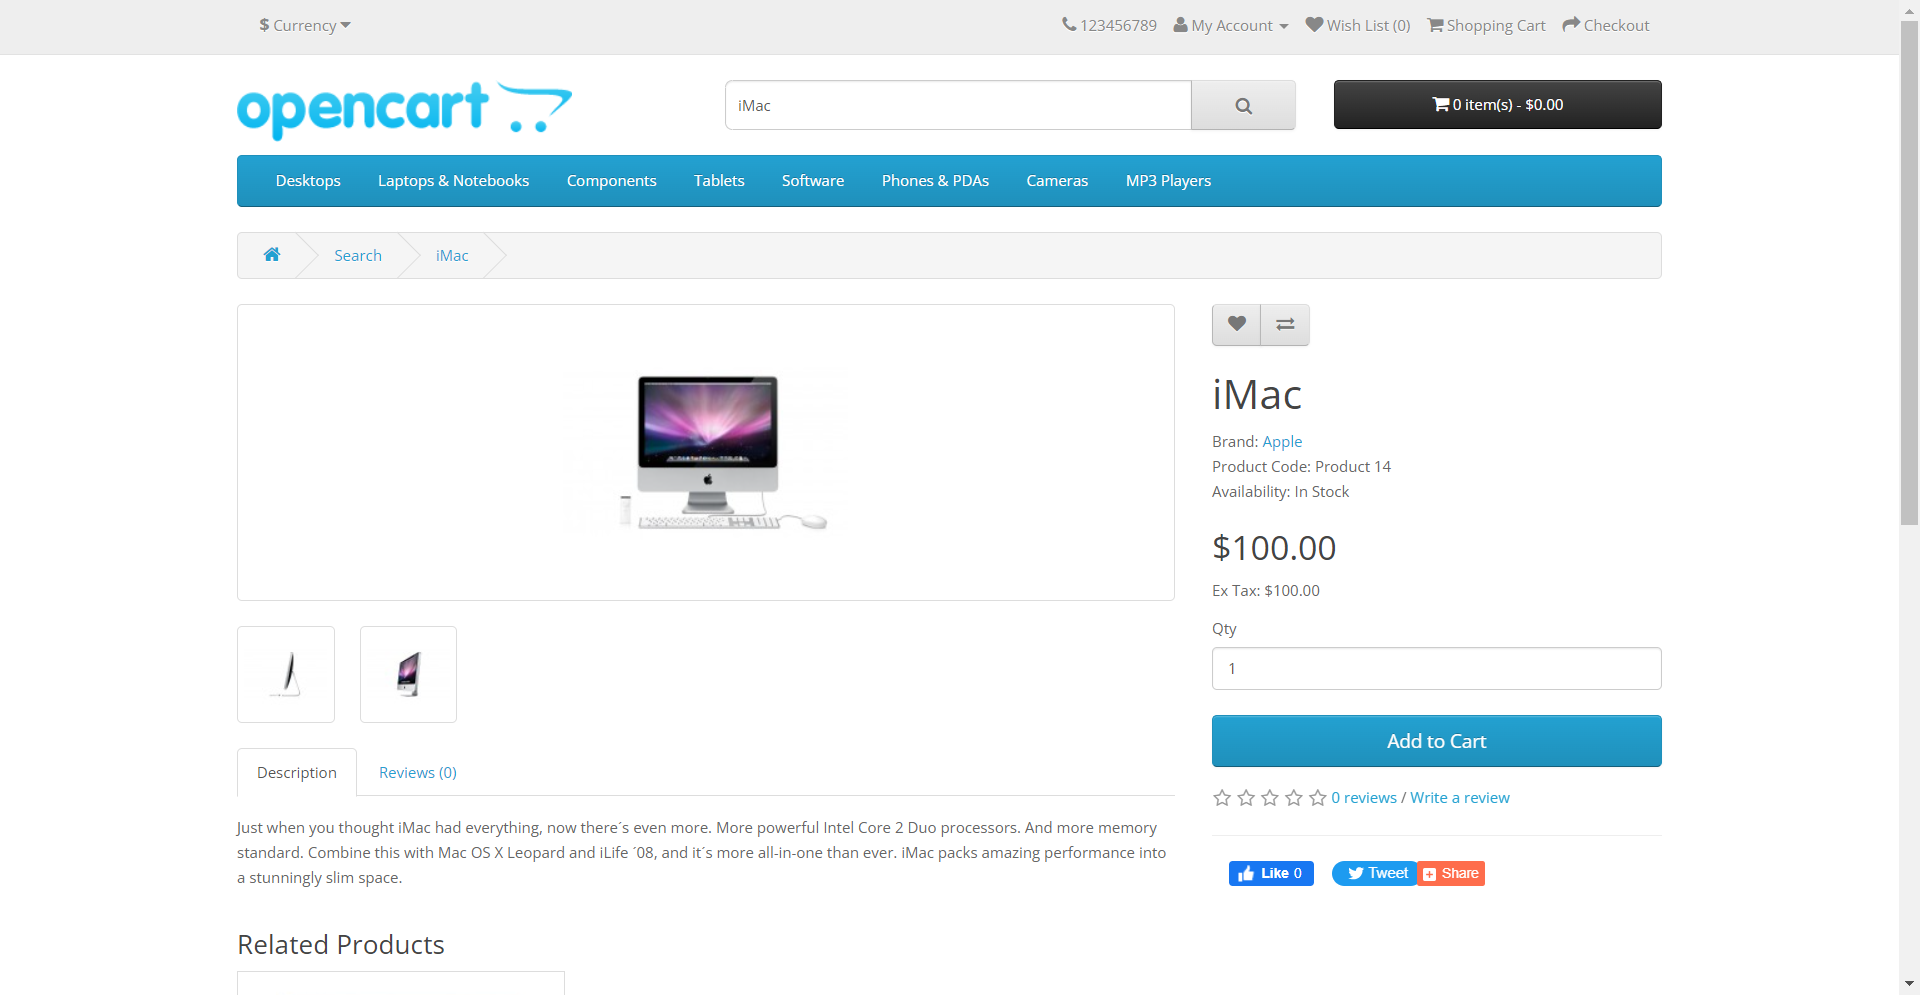 $ Currency
123456789 My Account Wish List (0) Shopping Cart Checkout
opencart
iMac
0 item(s) - $0.00
Desktops Laptops & Notebooks Components Tablets Software Phones & PDAs Cameras MP3 Players
Search iMac
iMac
Brand: Apple
Product Code: Product 14
Availability: In Stock
$100.00
Ex Tax: $100.00
Qty
1
Add to Cart
0 reviews / Write a review
Like 0 Tweet Share
Description Reviews (0)
Just when you thought iMac had everything, now there´s even more. More powerful Intel Core 2 Duo processors. And more memory
standard. Combine this with Mac OS X Leopard and iLife ´08, and it´s more all-in-one than ever. iMac packs amazing performance into
a stunningly slim space.
Related Products